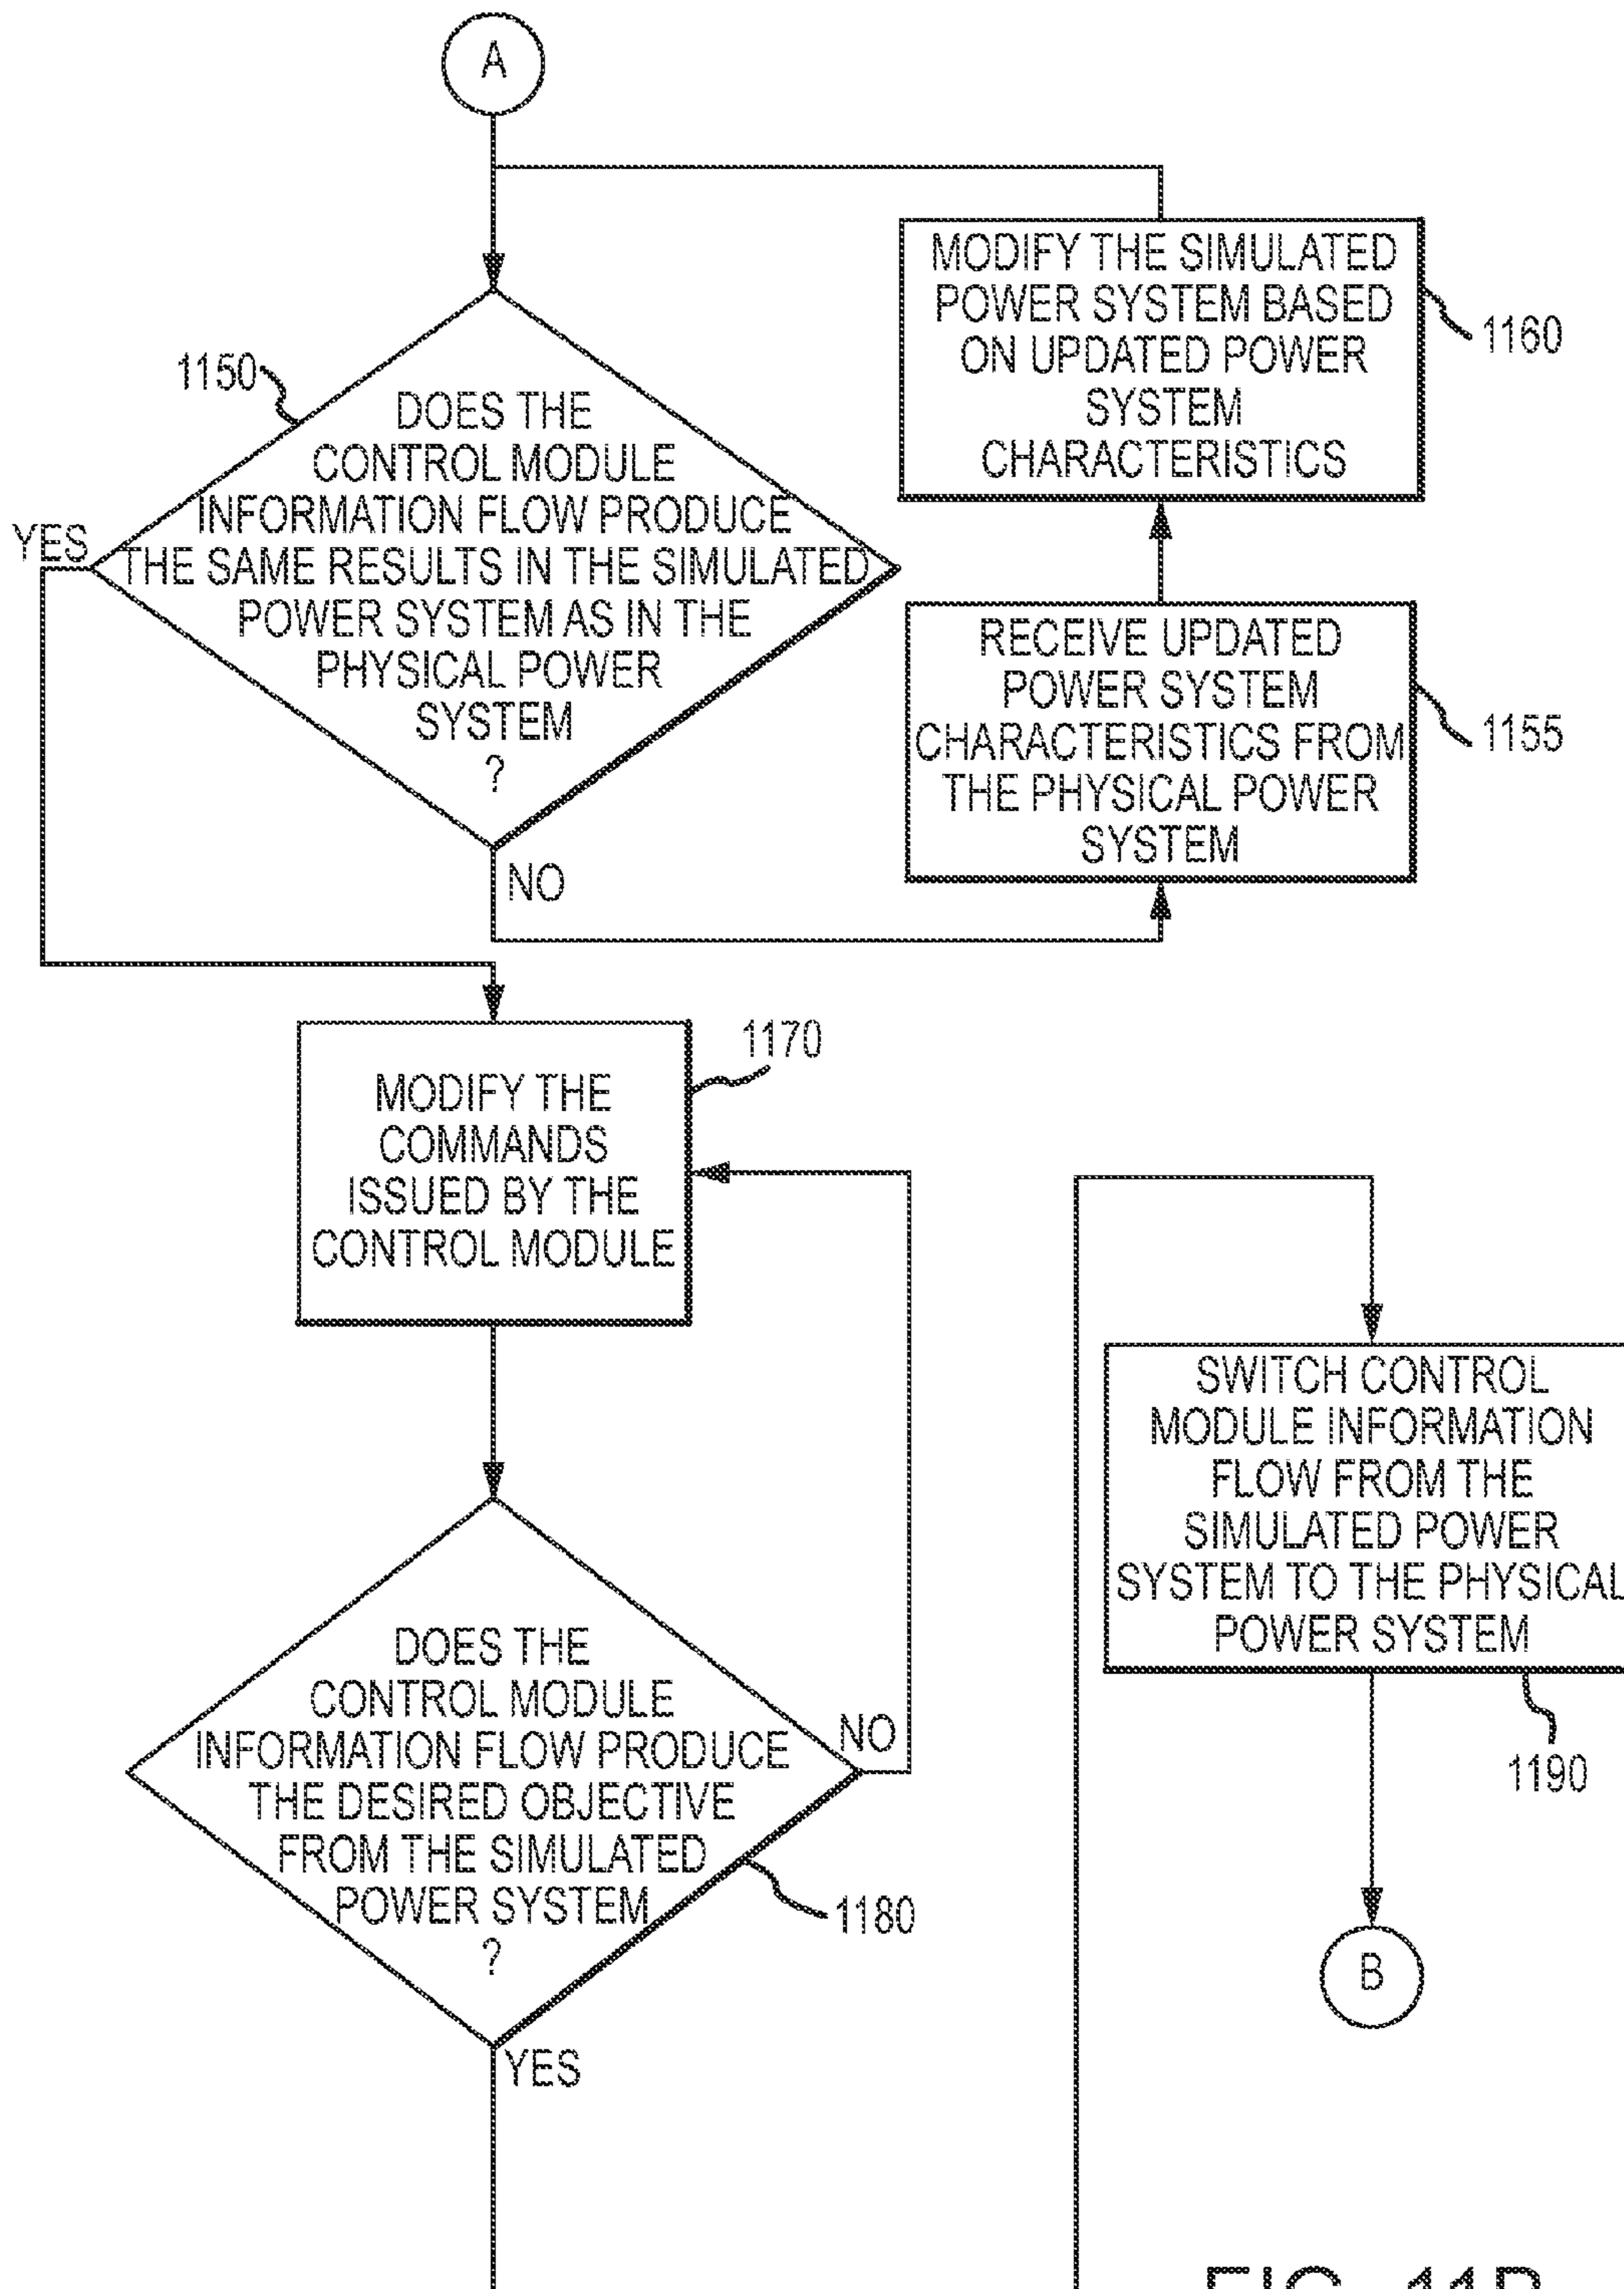 A
1150
DOES THE
CONTROL MODULE
INFORMATION FLOW PRODUCE
THE SAME RESULTS IN THE SIMULATED
POWER SYSTEM AS IN THE
PHYSICAL POWER
SYSTEM
?
YES
NO
MODIFY THE SIMULATED
POWER SYSTEM BASED
ON UPDATED POWER
SYSTEM
CHARACTERISTICS
1160
RECEIVE UPDATED
POWER SYSTEM
CHARACTERISTICS FROM
THE PHYSICAL POWER
SYSTEM
1155
1170
MODIFY THE
COMMANDS
ISSUED BY THE
CONTROL MODULE
DOES THE
CONTROL MODULE
INFORMATION FLOW PRODUCE
THE DESIRED OBJECTIVE
FROM THE SIMULATED
POWER SYSTEM
?
NO
1180
YES
SWITCH CONTROL
MODULE INFORMATION
FLOW FROM THE
SIMULATED POWER
SYSTEM TO THE PHYSICAL
POWER SYSTEM
1190
B
FIG. 11B